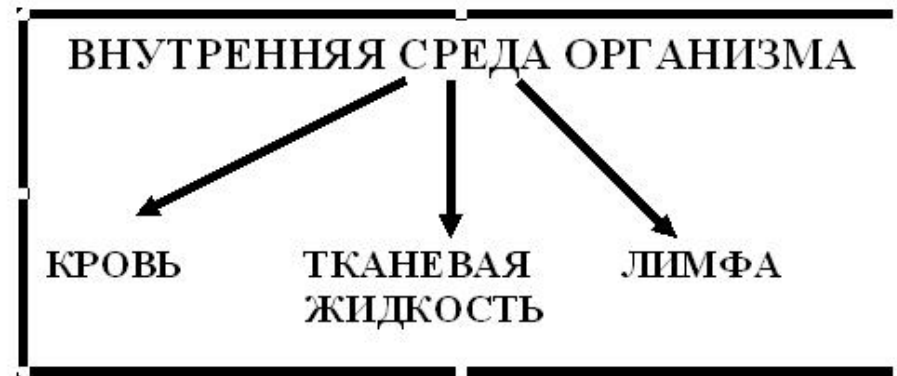 ВНУТРЕННЯЯ СРЕДА ОРГАНИЗМА
КРОВЬ
ТКАНЕВАЯ
ЖИДКОСТЬ
ЛИМФА